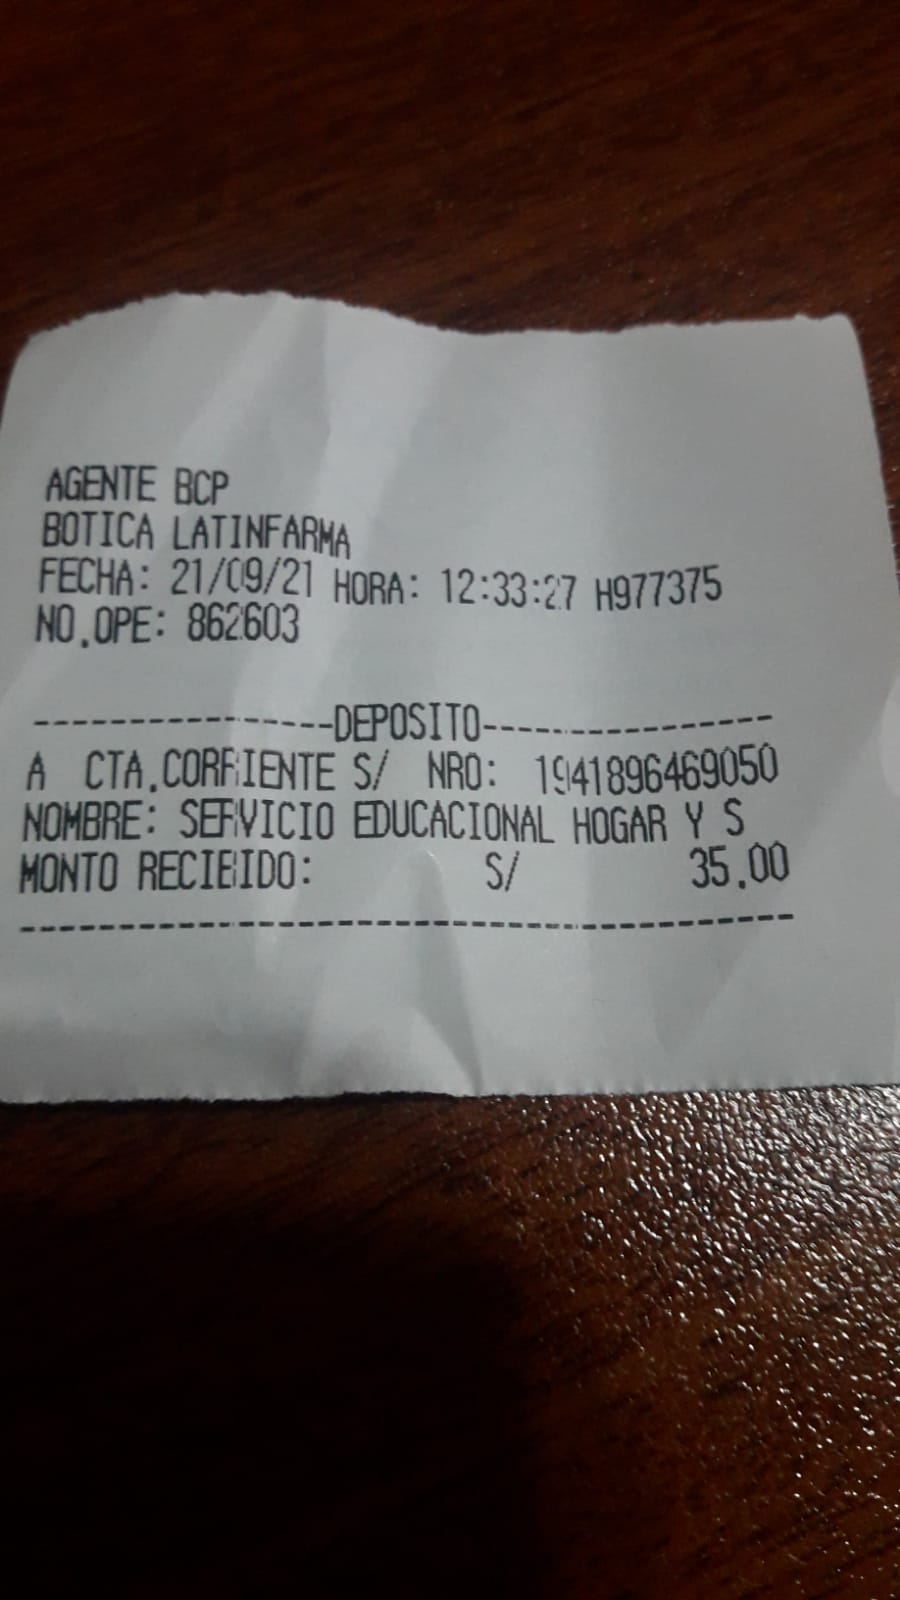 AGENTE BCP
BOTICA LATINFARMA
FECHA: 21/09/21 HORA: 12:33:27 H977375
NO.OPE: 862603
----------------DEPOSITO----------------
A CTA.CORRIENTE S/ NRO: 1941896469050
NOMBRE: SERVICIO EDUCACIONAL HOGAR Y S
MONTO RECIBIDO: S/ 35.00
----------------------------------------